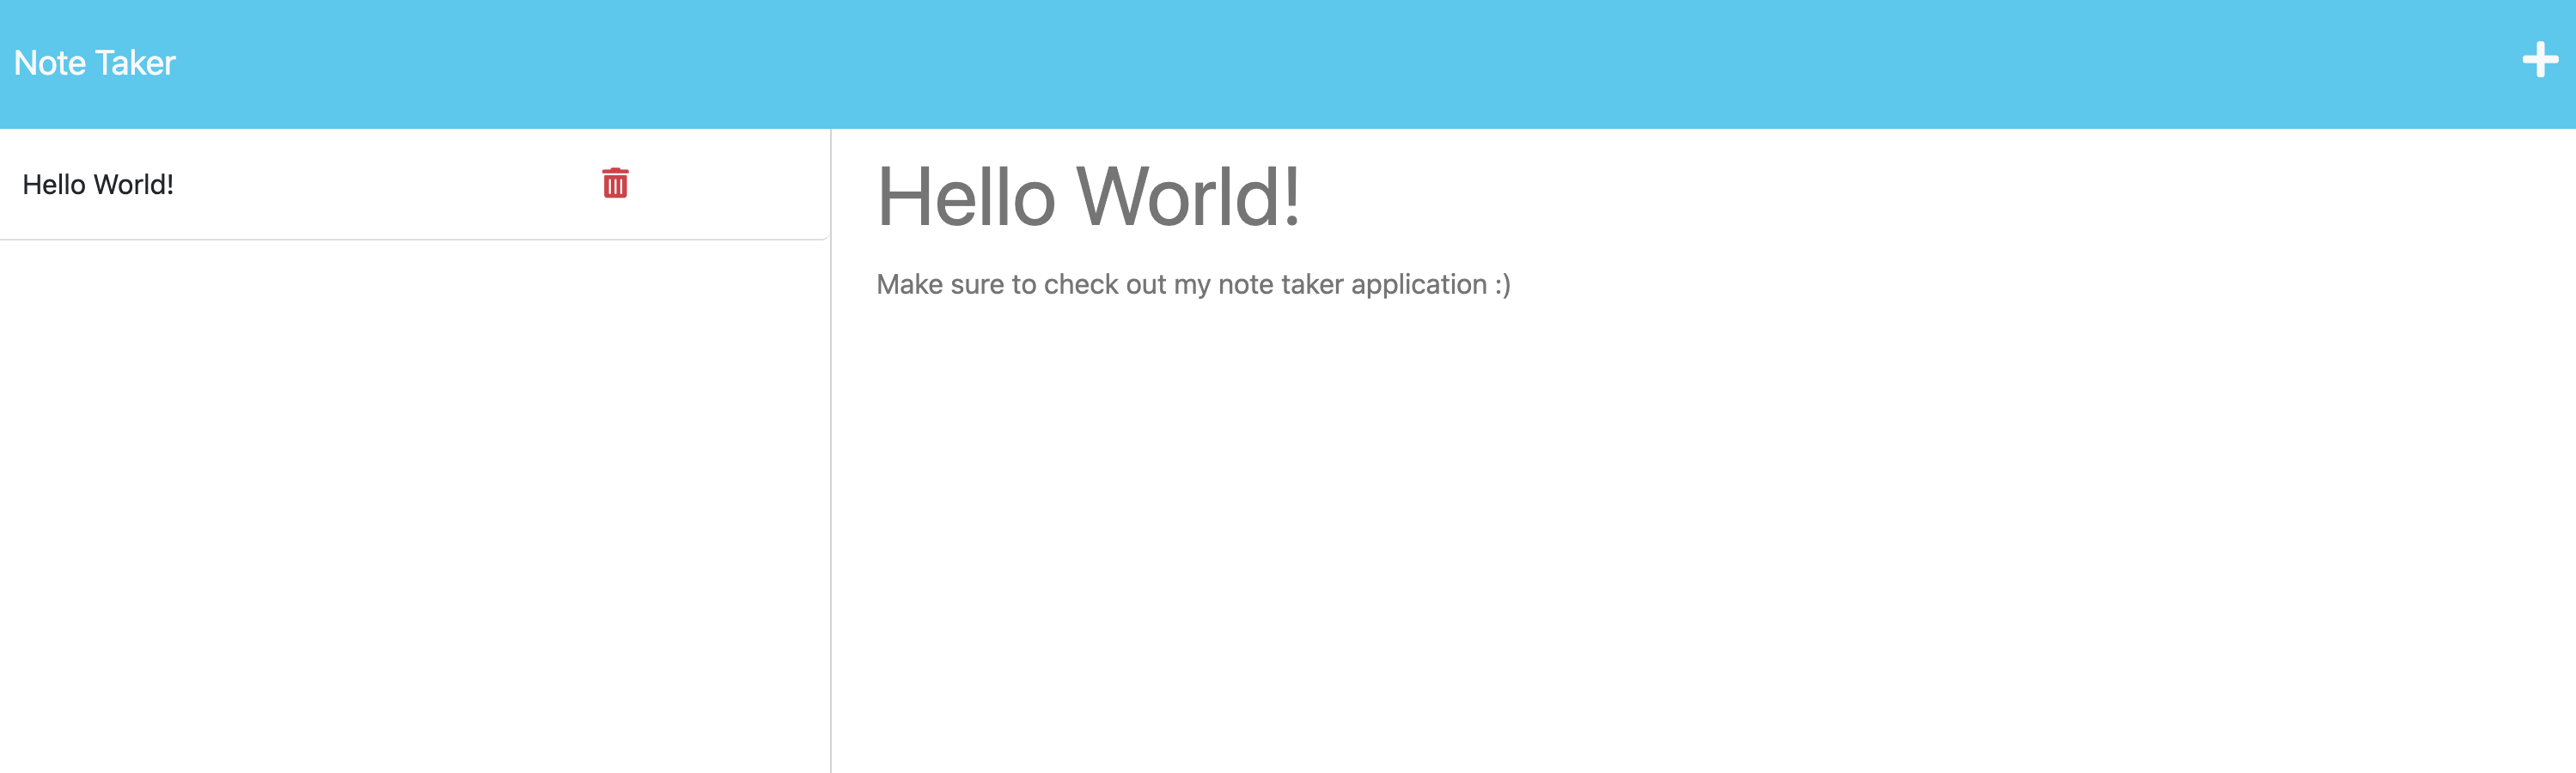 Note Taker
Hello World!
Hello World!
Make sure to check out my note taker application :)